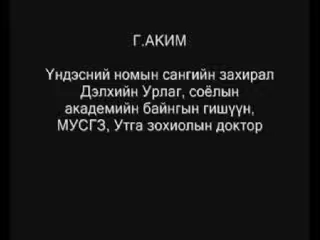 Г.АКИМ
Үндэсний номын сангийн захирал
Дэлхийн Урлаг, соёлын
академийн байнгын гишүүн,
МУСГЗ, Утга зохиолын доктор